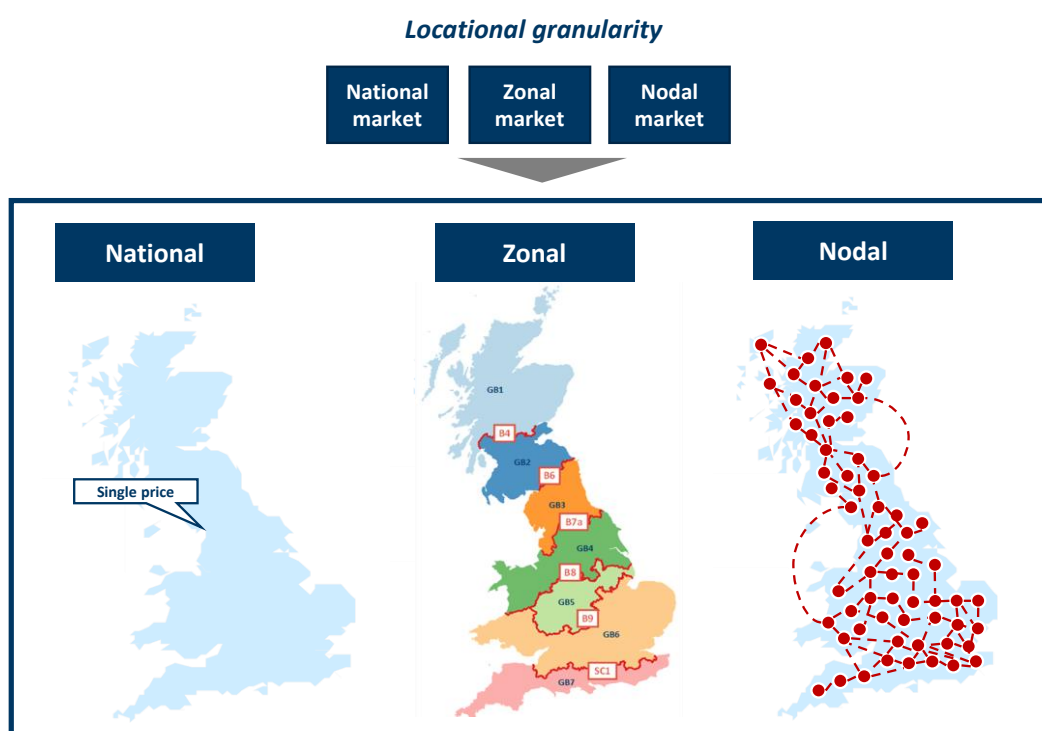 Locational granularity
National
market
Zonal
market
Nodal
market
National
Zonal
Nodal
Single price
GB1
B4
GB2
B6
GB3
B7a
GB4
B8
GB5
B9
GB6
SC1
GB7